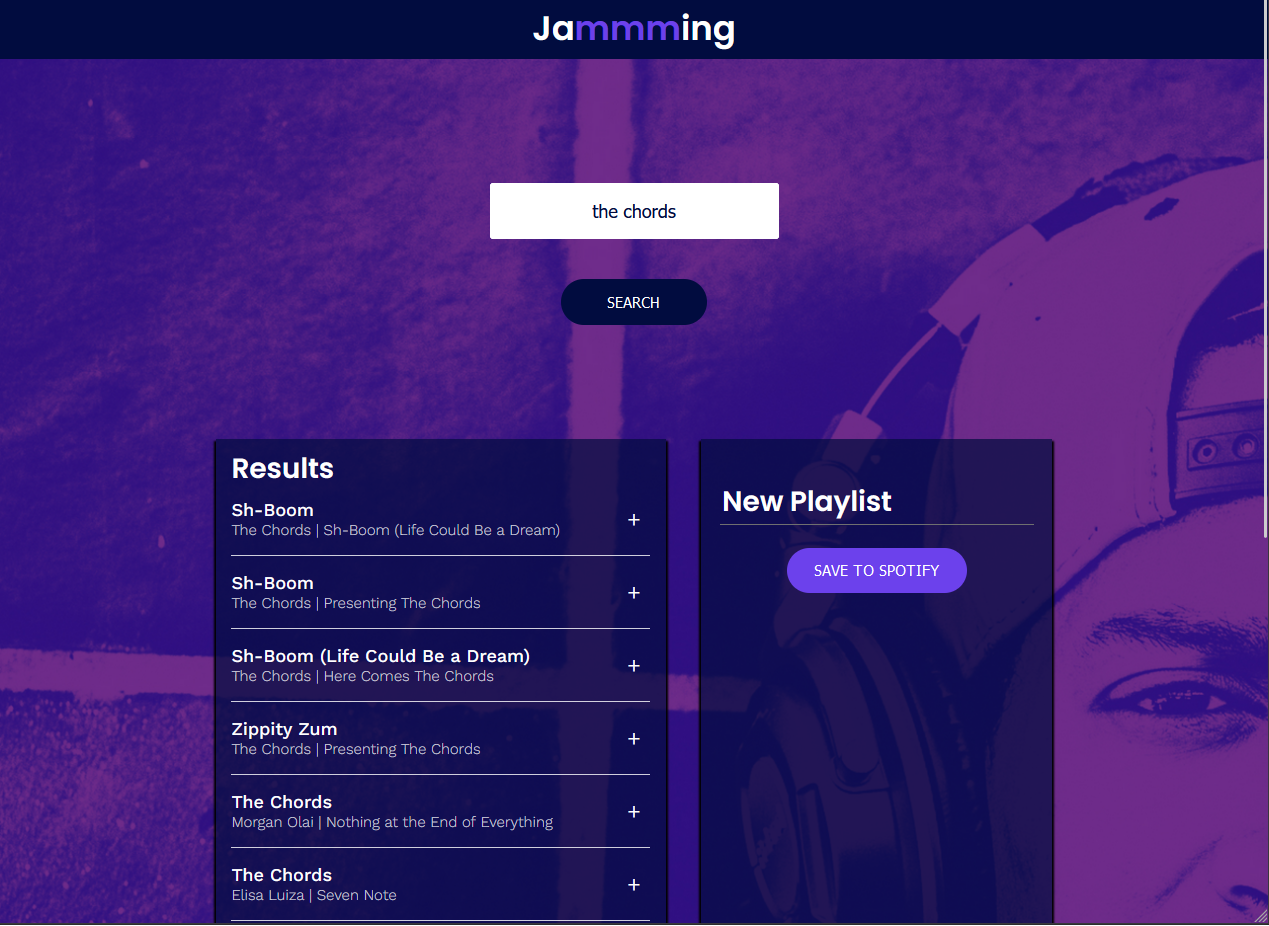 Jammming
the chords
SEARCH
Results
Sh-Boom
The Chords | Sh-Boom (Life Could Be a Dream)
+
Sh-Boom
The Chords | Presenting The Chords
+
Sh-Boom (Life Could Be a Dream)
The Chords | Here Comes The Chords
+
Zippity Zum
The Chords | Presenting The Chords
+
The Chords
Morgan Olai | Nothing at the End of Everything
+
The Chords
Elisa Luiza | Seven Note
+
New Playlist
SAVE TO SPOTIFY